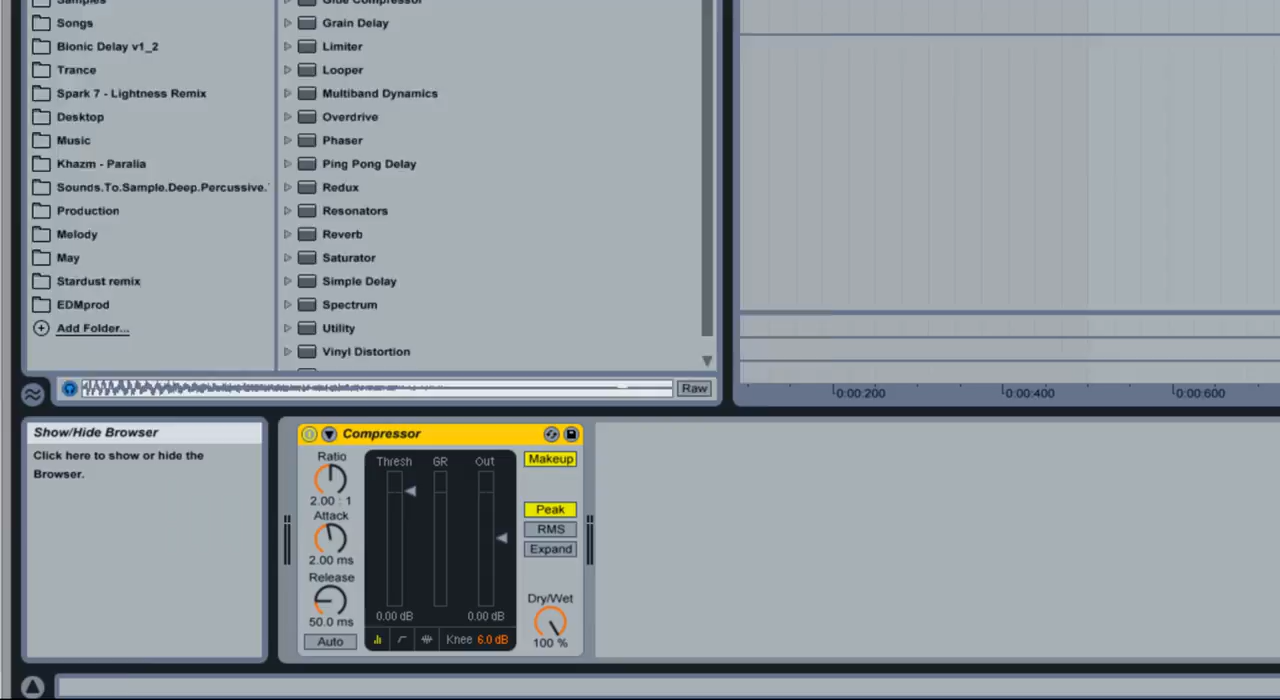 Samples
Songs
Bionic Delay v1_2
Trance
Spark 7 - Lightness Remix
Desktop
Music
Khazm - Paralia
Sounds.To.Sample.Deep.Percussive.
Production
Melody
May
Stardust remix
EDMprod
Add Folder...
Glue Compressor
Grain Delay
Limiter
Looper
Multiband Dynamics
Overdrive
Phaser
Ping Pong Delay
Redux
Resonators
Reverb
Saturator
Simple Delay
Spectrum
Utility
Vinyl Distortion
Raw
0:00:200
0:00:400
0:00:600
Show/Hide Browser
Click here to show or hide the
Browser.
Compressor
Ratio
2.00 : 1
Attack
2.00 ms
Release
50.0 ms
Auto
Thresh GR Out
0.00 dB 0.00 dB
Knee 6.0 dB
Makeup
Peak
RMS
Expand
Dry/Wet
100 %